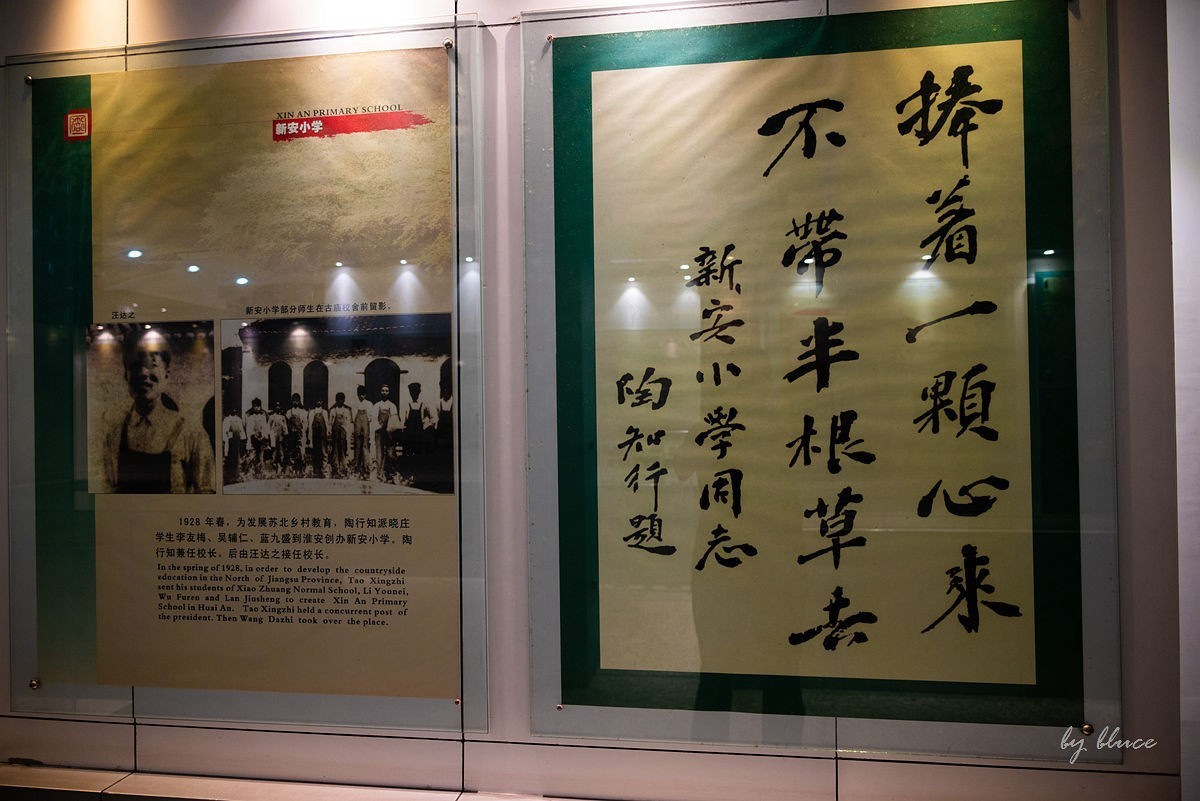 XIN AN PRIMARY SCHOOL
新安小学
汪达之
新安小学部分师生在古庙校舍前留影。
1928 年春，为发展苏北乡村教育，陶行知派晓庄
学生李友梅、吴辅仁、蓝九盛到淮安创办新安小学。陶
行知兼任校长。后由汪达之接任校长。
In the spring of 1928, in order to develop the countryside
education in the North of Jiangsu Province, Tao Xingzhi
sent his students of Xiao Zhuang Normal School, Li Younei,
Wu Furen and Lan Jiusheng to create Xin An Primary
School in Huai An. Tao Xingzhi held a concurrent post of
the president. Then Wang Dazhi took over the place.
捧着一顆心來
不帶半根草去
新安小學同志
陶知行題
by bluce